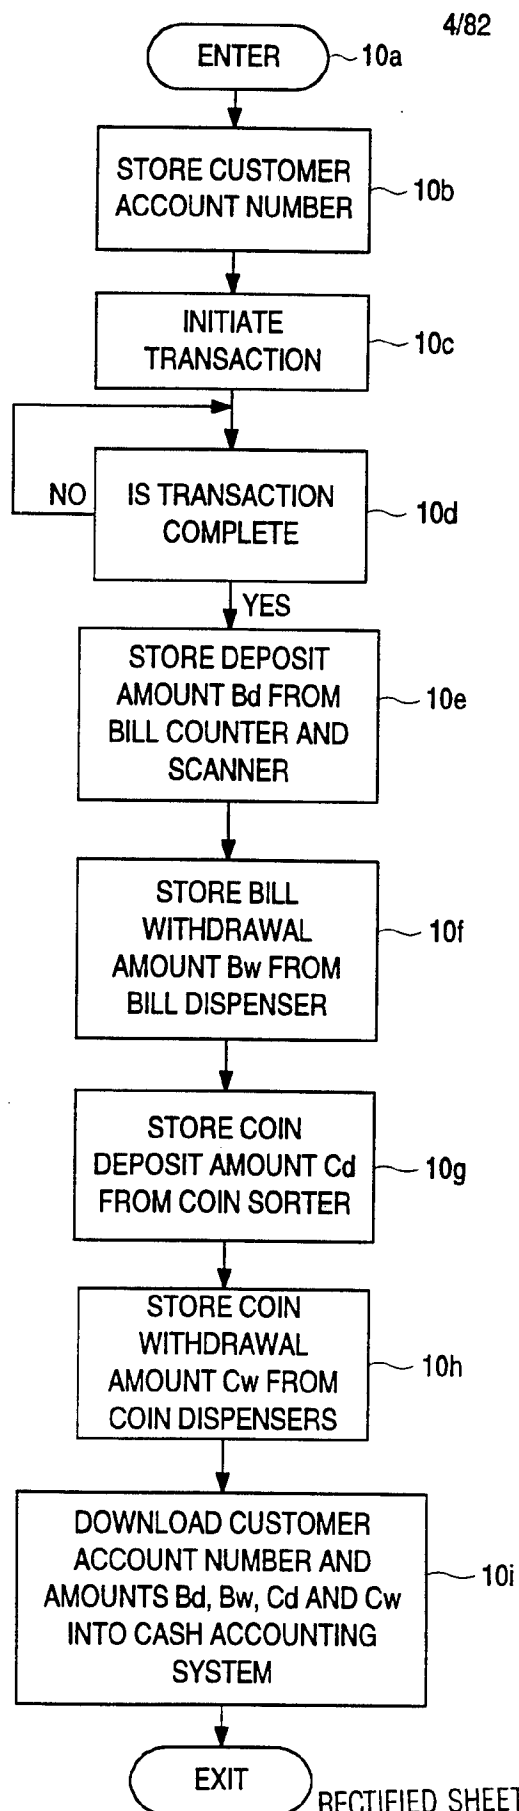 4/82
ENTER
10a
STORE CUSTOMER
ACCOUNT NUMBER
10b
INITIATE
TRANSACTION
10c
NO
IS TRANSACTION
COMPLETE
10d
YES
STORE DEPOSIT
AMOUNT Bd FROM
BILL COUNTER AND
SCANNER
10e
STORE BILL
WITHDRAWAL
AMOUNT Bw FROM
BILL DISPENSER
10f
STORE COIN
DEPOSIT AMOUNT Cd
FROM COIN SORTER
10g
STORE COIN
WITHDRAWAL
AMOUNT Cw FROM
COIN DISPENSERS
10h
DOWNLOAD CUSTOMER
ACCOUNT NUMBER AND
AMOUNTS Bd, Bw, Cd AND Cw
INTO CASH ACCOUNTING
SYSTEM
10i
EXIT
RECTIFIED SHEET